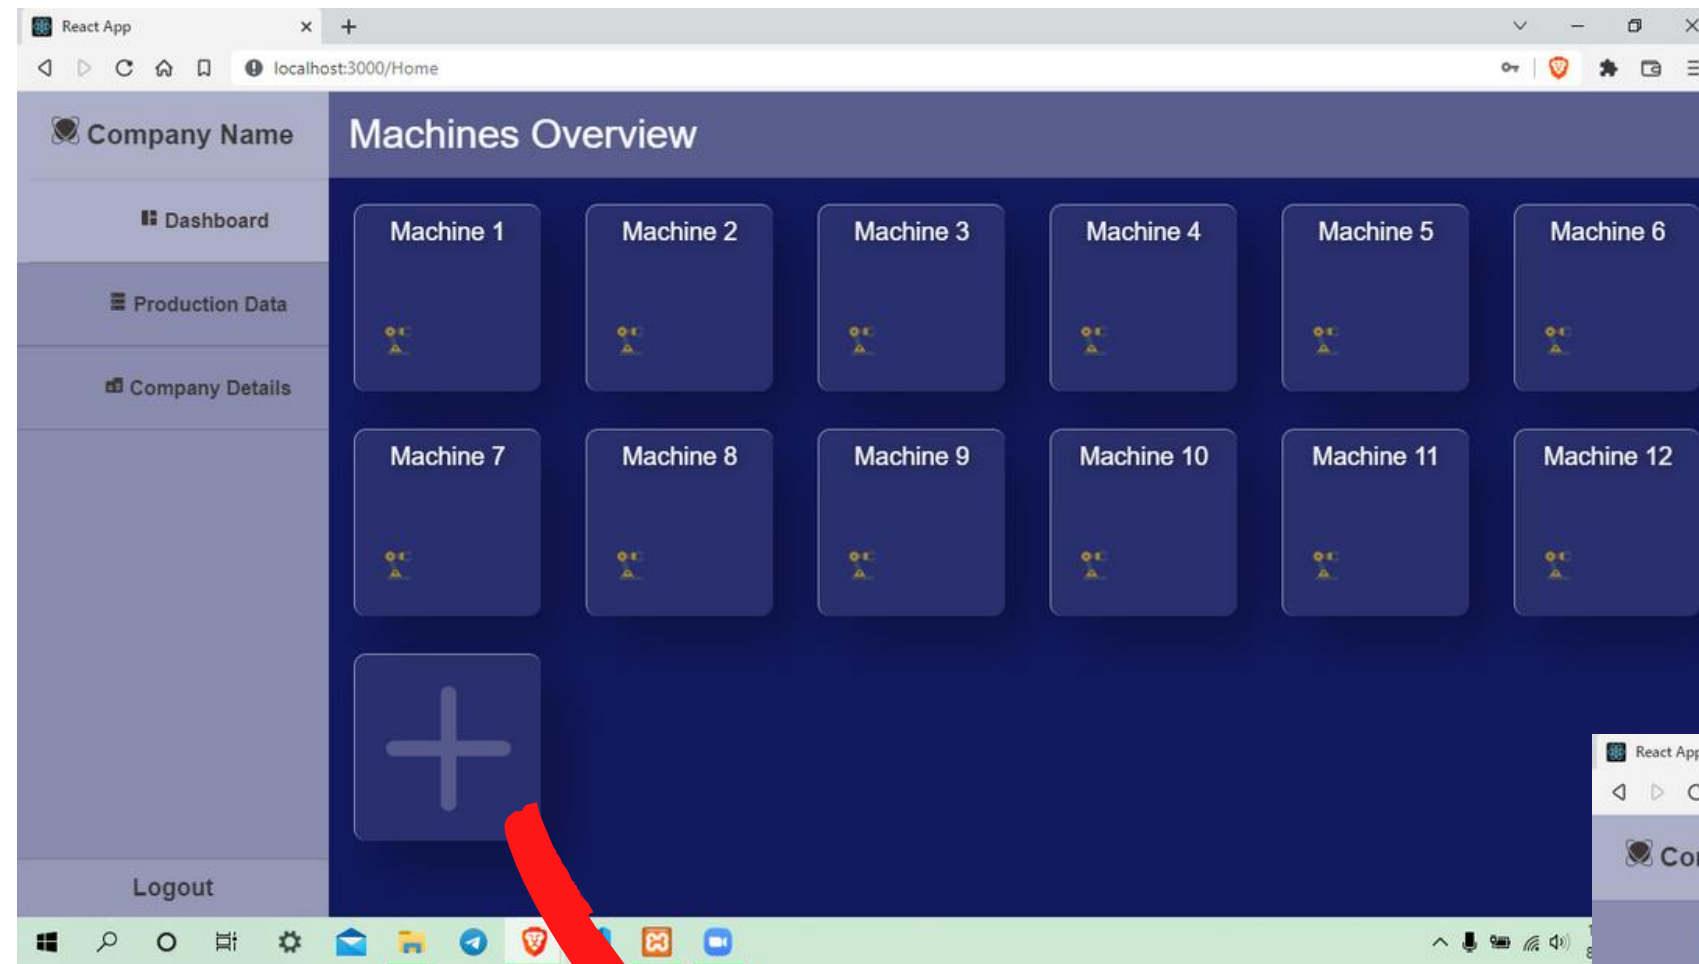 React App
localhost:3000/Home
Company Name
Machines Overview
Dashboard
Production Data
Company Details
Logout
Machine 1
Machine 2
Machine 3
Machine 4
Machine 5
Machine 6
Machine 7
Machine 8
Machine 9
Machine 10
Machine 11
Machine 12
React App